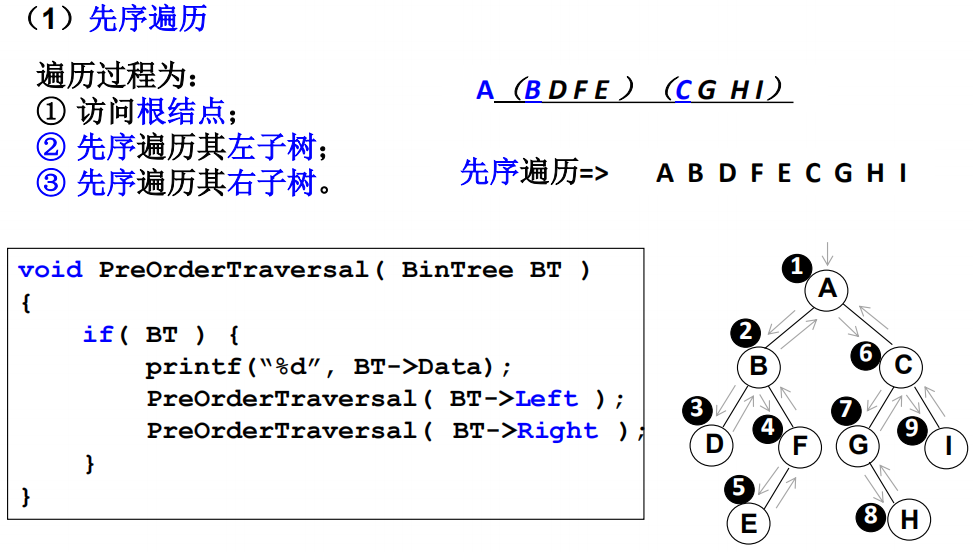 （1）先序遍历
遍历过程为：
① 访问根结点；
② 先序遍历其左子树；
③ 先序遍历其右子树。
A（B D F E ）（C G H I）
先序遍历=> A B D F E C G H I
void PreOrderTraversal( BinTree BT )
{
if( BT ) {
printf(“%d”, BT->Data);
PreOrderTraversal( BT->Left );
PreOrderTraversal( BT->Right );
}
}
1
A
2
B
6
C
3
D
4
F
7
G
9
I
5
E
8
H